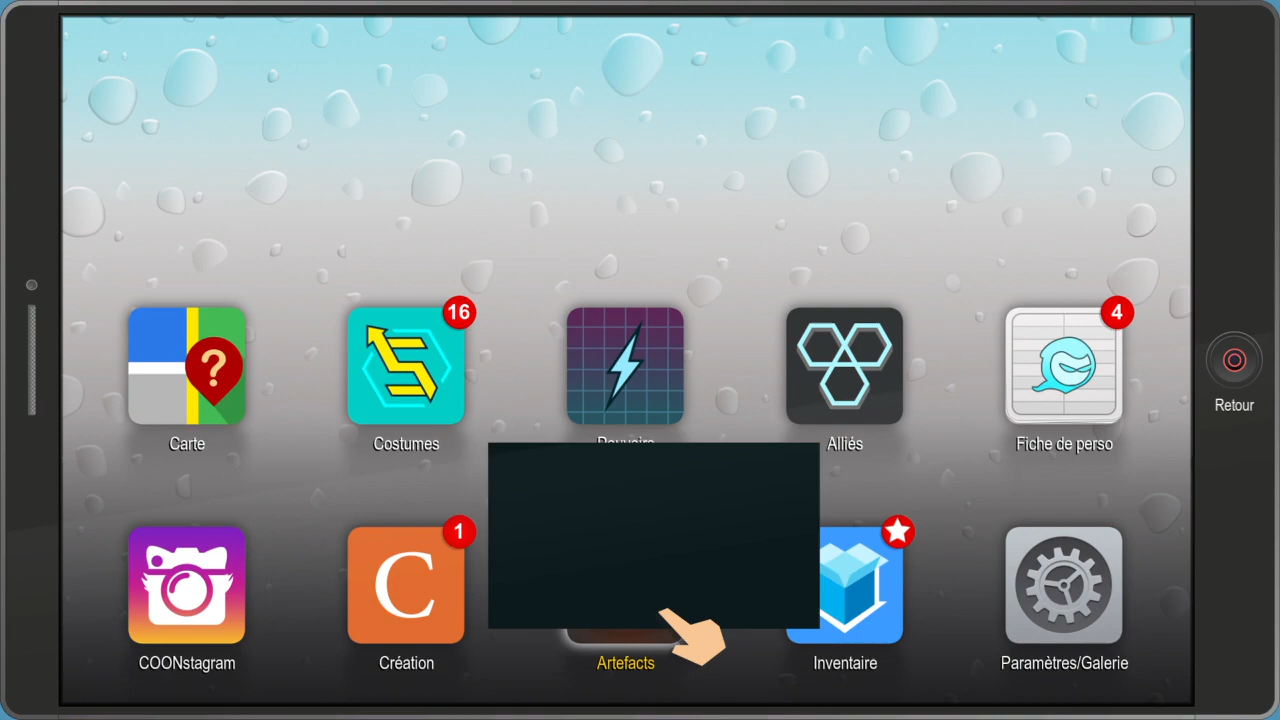 16
4
?
Retour
Carte
Costumes
Alliés
Fiche de perso
1
C
COONstagram
Création
Artefacts
Inventaire
Paramètres/Galerie